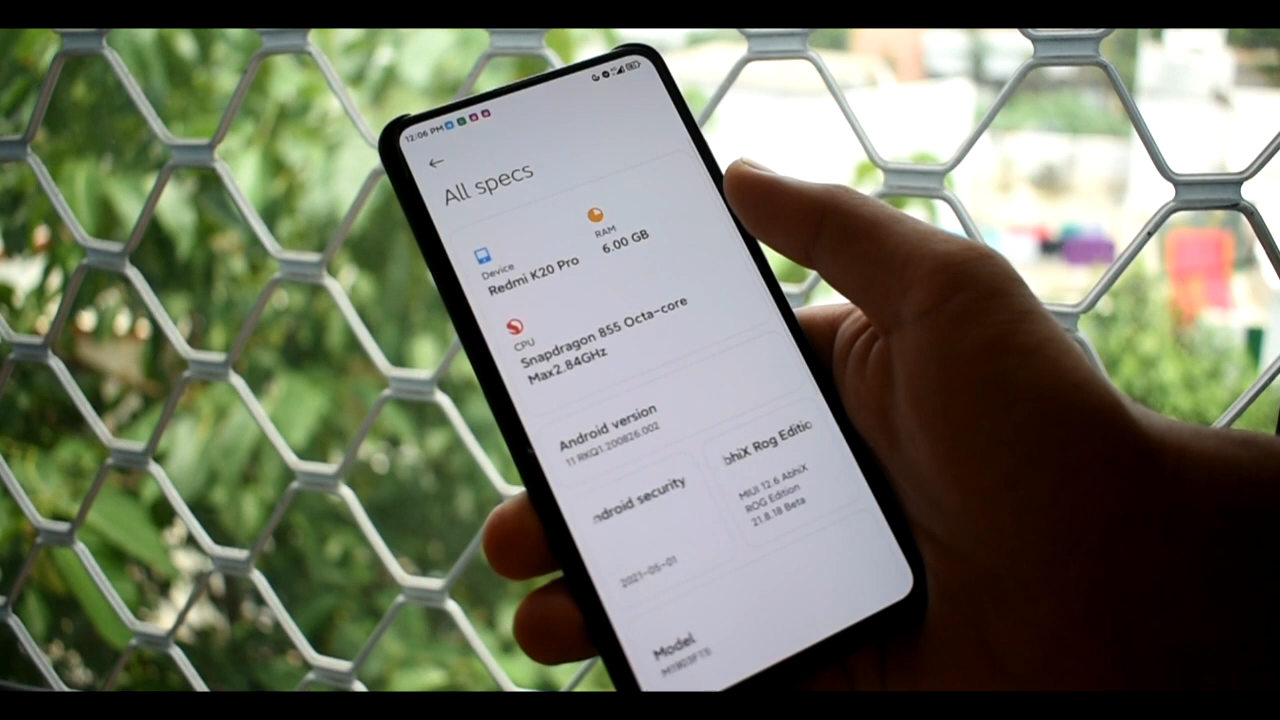 12:06 PM
All specs
Device
Redmi K20 Pro
RAM
6.00 GB
CPU
Snapdragon 855 Octa-core
Max2.84GHz
Android version
11 RKQ1.200826.002
ndroid security
2021-05-01
bhiX Rog Editio
MIUI 12.6 AbhiX
ROG Edition
21.8.18 Beta
Model